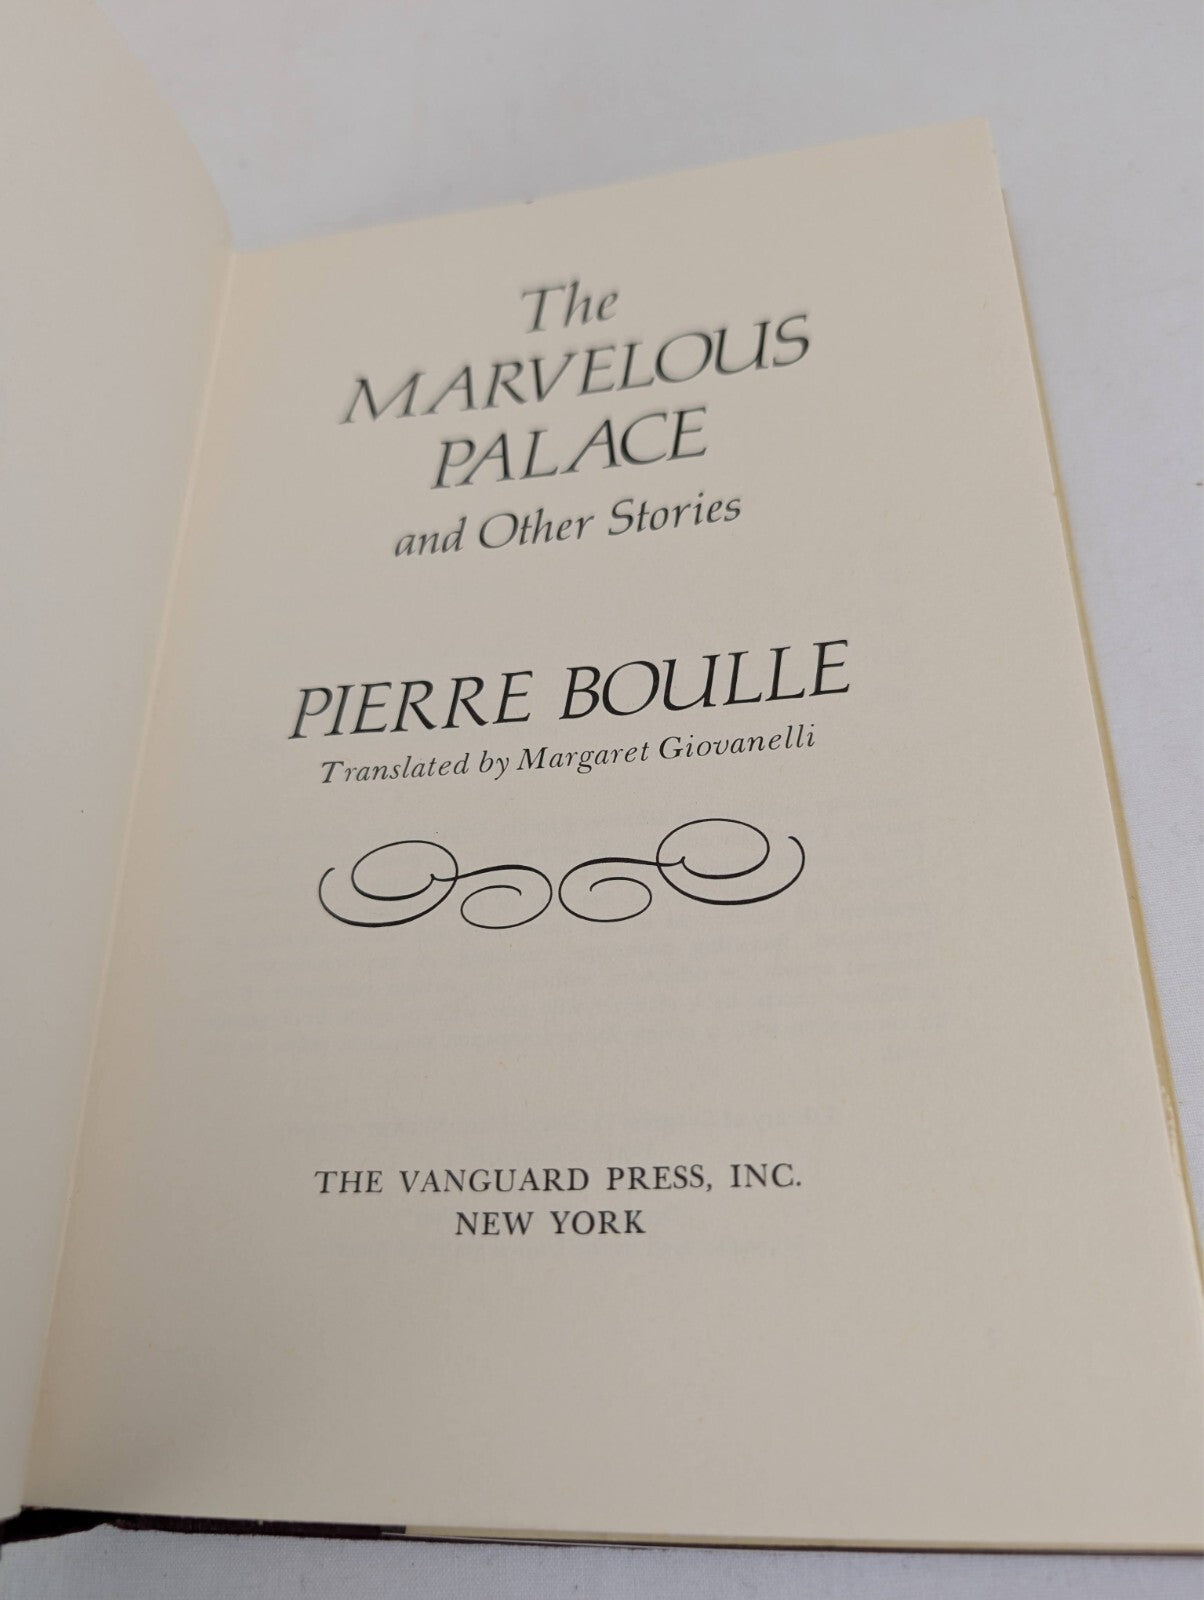 The
MARVELOUS
PALACE
and Other Stories
PIERRE BOULLE
Translated by Margaret Giovanelli
THE VANGUARD PRESS, INC.
NEW YORK